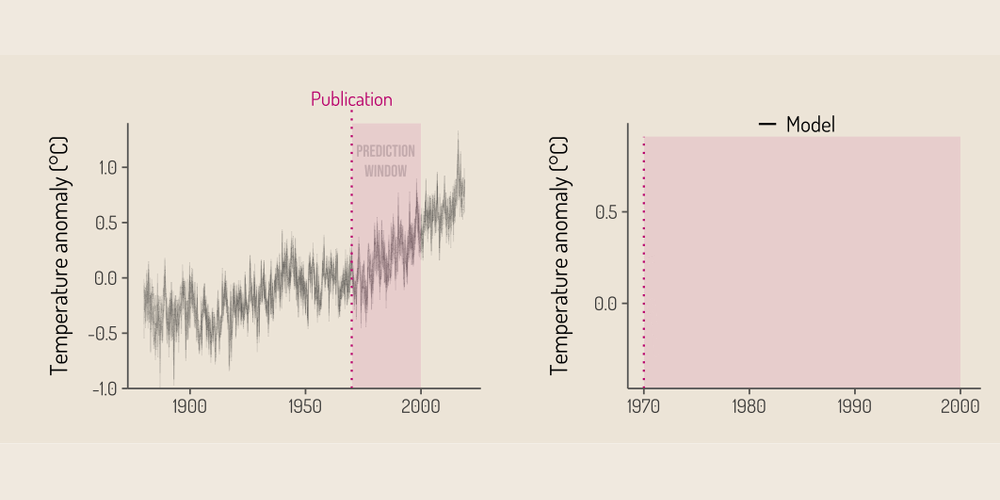 Publication
PREDICTION
WINDOW
Temperature anomaly (°C)
1.0
0.5
0.0
-0.5
-1.0
1900
1950
2000
Model
Temperature anomaly (°C)
0.5
0.0
1970
1980
1990
2000